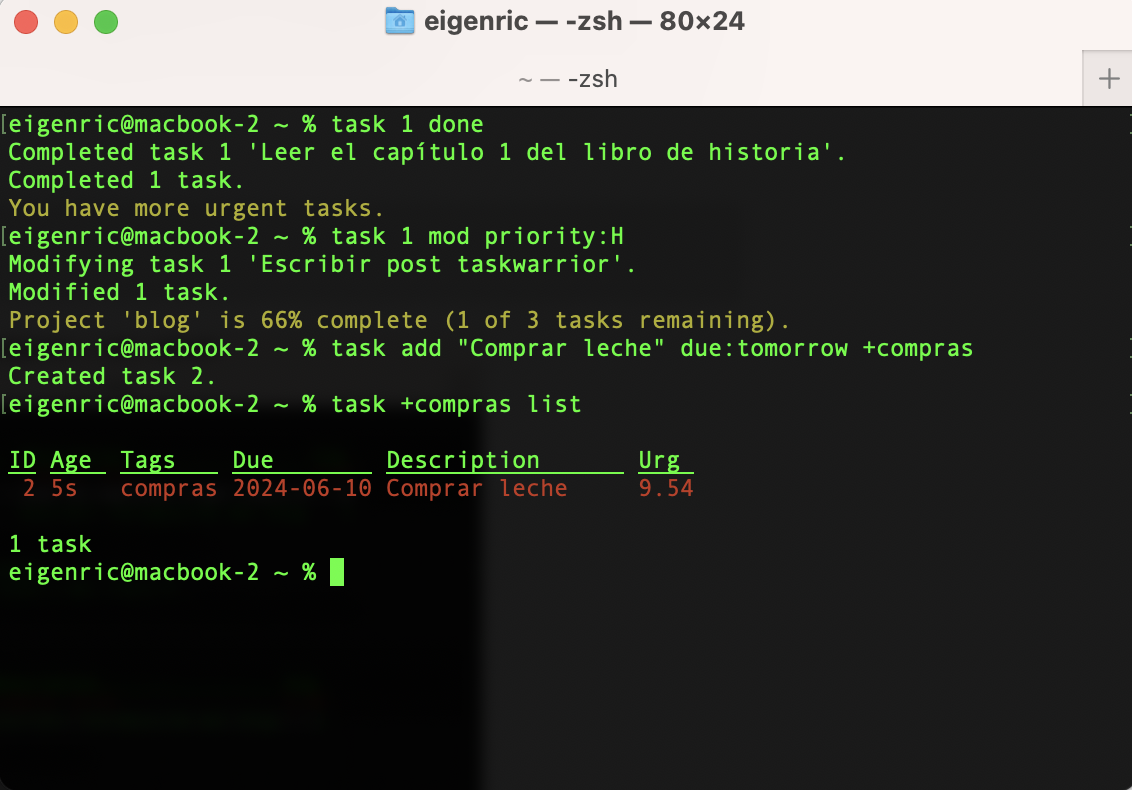 eigenric — -zsh — 80×24
~ — -zsh
+
[eigenric@macbook-2 ~ % task 1 done
Completed task 1 'Leer el capítulo 1 del libro de historia'.
Completed 1 task.
You have more urgent tasks.
[eigenric@macbook-2 ~ % task 1 mod priority:H
Modifying task 1 'Escribir post taskwarrior'.
Modified 1 task.
Project 'blog' is 66% complete (1 of 3 tasks remaining).
[eigenric@macbook-2 ~ % task add "Comprar leche" due:tomorrow +compras
Created task 2.
[eigenric@macbook-2 ~ % task +compras list
ID Age Tags Due Description Urg
2 5s compras 2024-06-10 Comprar leche 9.54
1 task
eigenric@macbook-2 ~ %